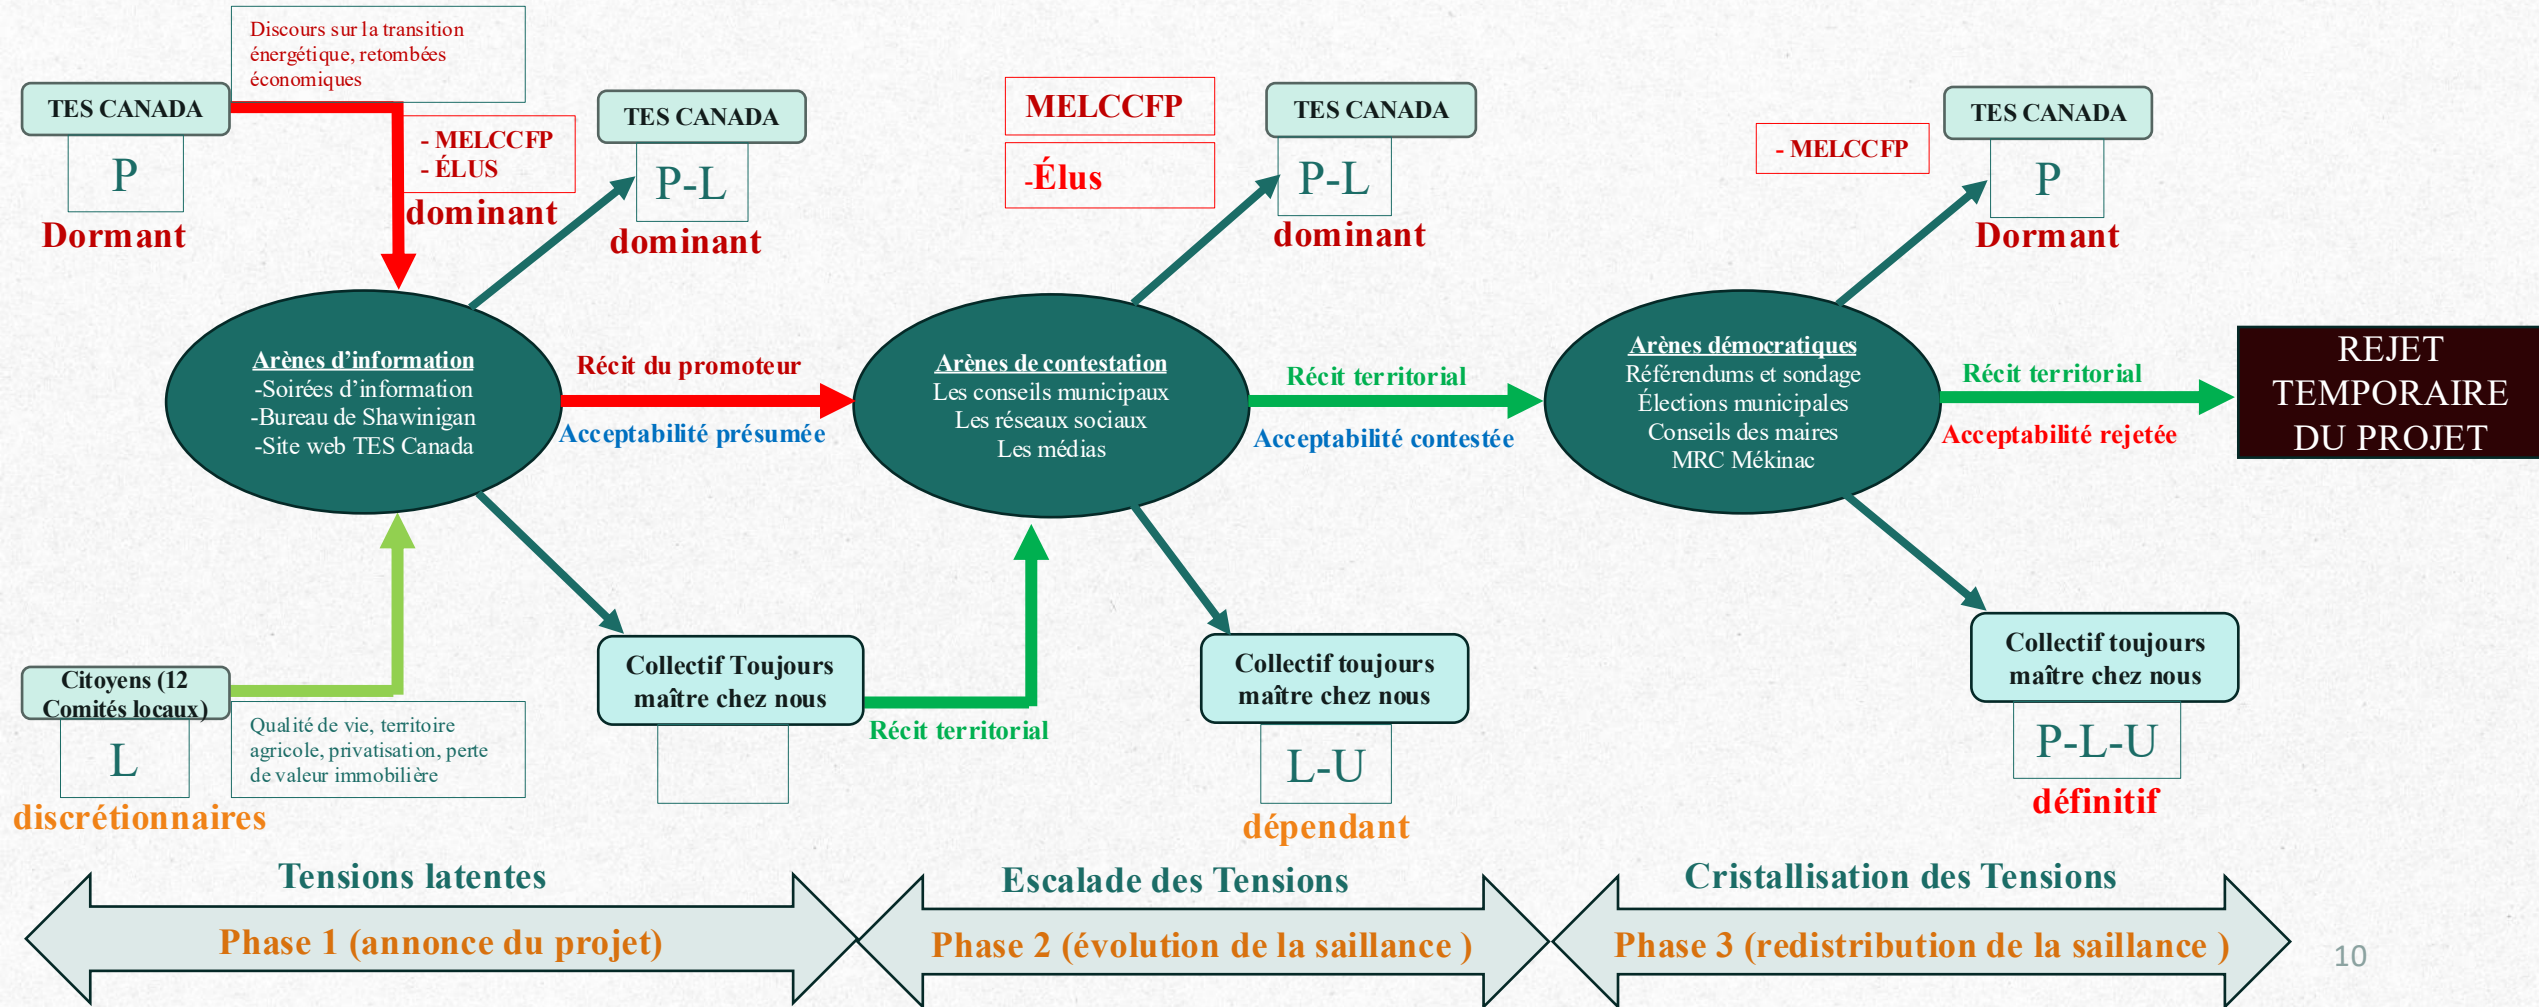 Discours sur la transition
énergétique, retombées
économiques
TES CANADA
P
Dormant
- MELCCFP
- ÉLUS
dominant
TES CANADA
P-L
dominant
MELCCFP
-Élus
TES CANADA
P-L
dominant
- MELCCFP
TES CANADA
P
Dormant
Arènes d’information
-Soirées d’information
-Bureau de Shawinigan
-Site web TES Canada
Récit du promoteur
Acceptabilité présumée
Arènes de contestation
Les conseils municipaux
Les réseaux sociaux
Les médias
Récit territorial
Acceptabilité contestée
Arènes démocratiques
Référendums et sondage
Élections municipales
Conseils des maires
MRC Mékinac
Récit territorial
Acceptabilité rejetée
REJET
TEMPORAIRE
DU PROJET
Citoyens (12
Comités locaux)
L
discrétionnaires
Qualité de vie, territoire
agricole, privatisation, perte
de valeur immobilière
Collectif Toujours
maître chez nous
Récit territorial
Collectif toujours
maître chez nous
L-U
dépendant
Collectif toujours
maître chez nous
P-L-U
définitif
Tensions latentes
Phase 1 (annonce du projet)
Escalade des Tensions
Phase 2 (évolution de la saillance )
Cristallisation des Tensions
Phase 3 (redistribution de la saillance )
10